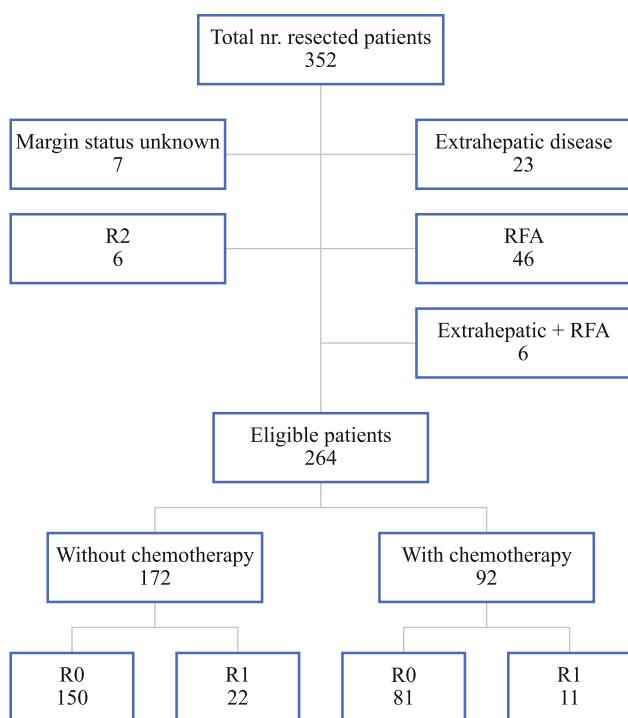 Total nr. resected patients
352
Margin status unknown
7
Extrahepatic disease
23
R2
6
RFA
46
Extrahepatic + RFA
6
Eligible patients
264
Without chemotherapy
172
With chemotherapy
92
R0
150
R1
22
R0
81
R1
11